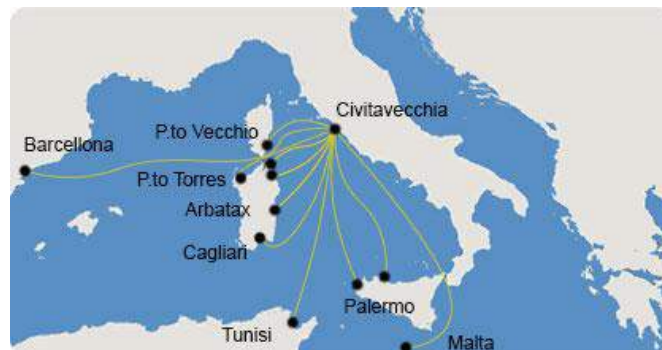 Civitavecchia
P.to Vecchio
Barcellona
P.to Torres
Arbatax
Cagliari
Palermo
Tunisi
Malta